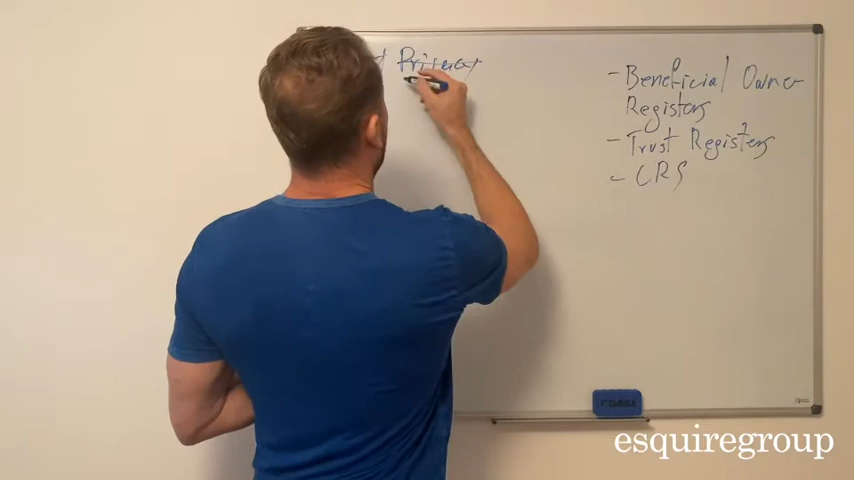 Privacy
- Beneficial Owner
Registers
- Trust Registers
- CRS
esquiregroup